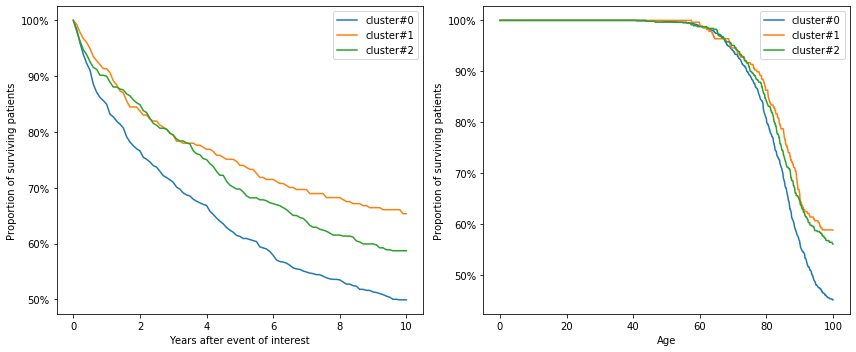 100%
90%
80%
70%
60%
50%
Proportion of surviving patients
0
2
4
6
8
10
Years after event of interest
cluster#0
cluster#1
cluster#2
100%
90%
80%
70%
60%
50%
Proportion of surviving patients
0
20
40
60
80
100
Age
cluster#0
cluster#1
cluster#2